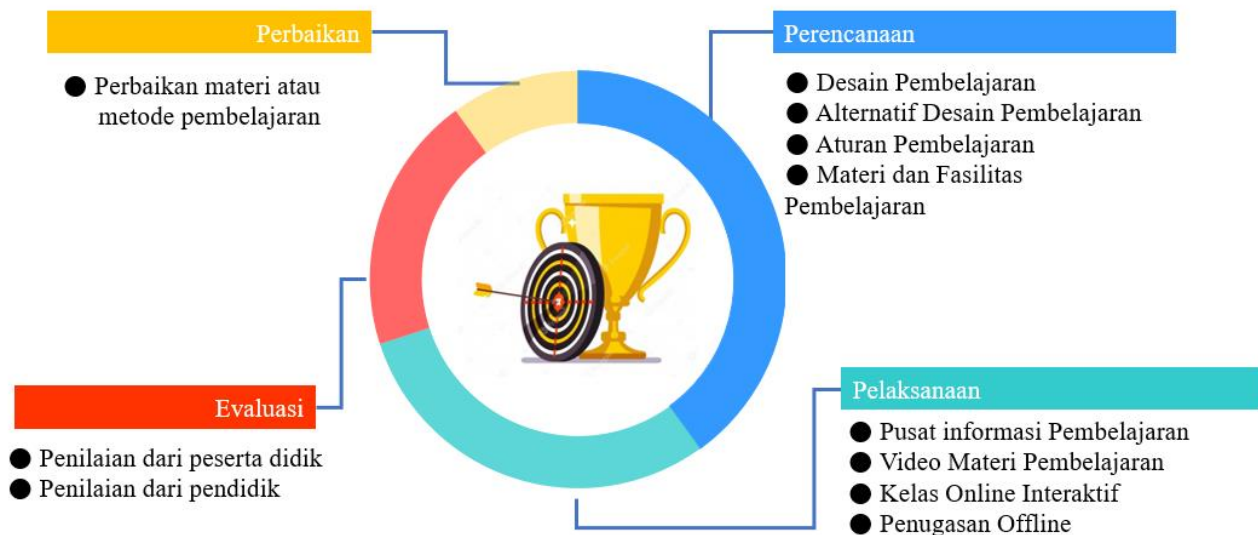 Perbaikan
● Perbaikan materi atau
metode pembelajaran
Perencanaan
● Desain Pembelajaran
● Alternatif Desain Pembelajaran
● Aturan Pembelajaran
● Materi dan Fasilitas
Pembelajaran
Evaluasi
● Penilaian dari peserta didik
● Penilaian dari pendidik
Pelaksanaan
● Pusat informasi Pembelajaran
● Video Materi Pembelajaran
● Kelas Online Interaktif
● Penugasan Offline